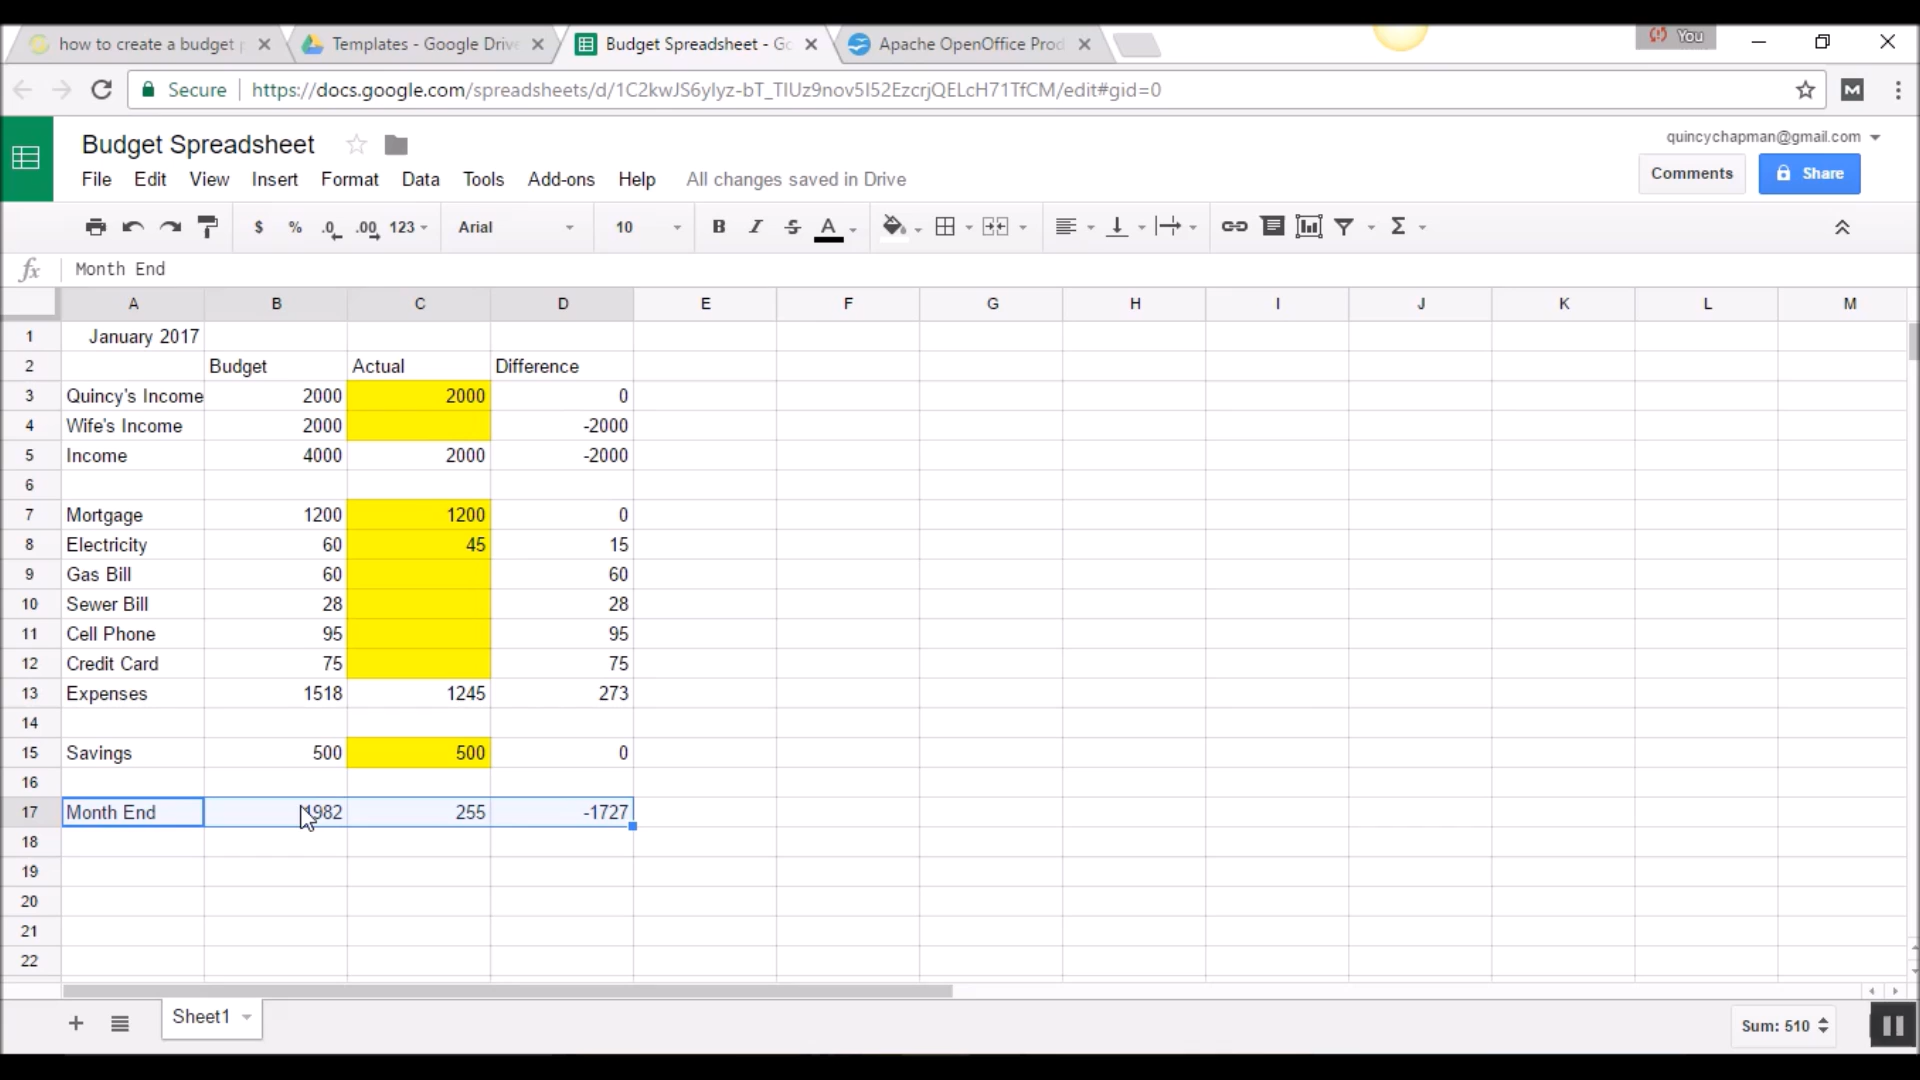 how to create a budget
Templates - Google Drive
Budget Spreadsheet - Go
Apache OpenOffice Prod
You
Secure
https://docs.google.com/spreadsheets/d/1C2kwJS6yIyz-bT_TIUz9nov5I52EzcrjQELcH71TfCM/edit#gid=0
M
Budget Spreadsheet
quincychapman@gmail.com
File Edit View Insert Format Data Tools Add-ons Help All changes saved in Drive
Comments
Share
$ % .0 .00 123 Arial 10 B I S A Σ
fx Month End
A B C D E F G H I J K L M
1 January 2017
2 Budget Actual Difference
3 Quincy's Income 2000 2000 0
4 Wife's Income 2000 -2000
5 Income 4000 2000 -2000
6
7 Mortgage 1200 1200 0
8 Electricity 60 45 15
9 Gas Bill 60 60
10 Sewer Bill 28 28
11 Cell Phone 95 95
12 Credit Card 75 75
13 Expenses 1518 1245 273
14
15 Savings 500 500 0
16
17 Month End 1982 255 -1727
18
19
20
21
22
Sheet1
Sum: 510